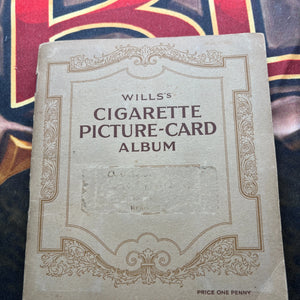 WILLS's
CIGARETTE
PICTURE-CARD
ALBUM
PRICE ONE PENNY